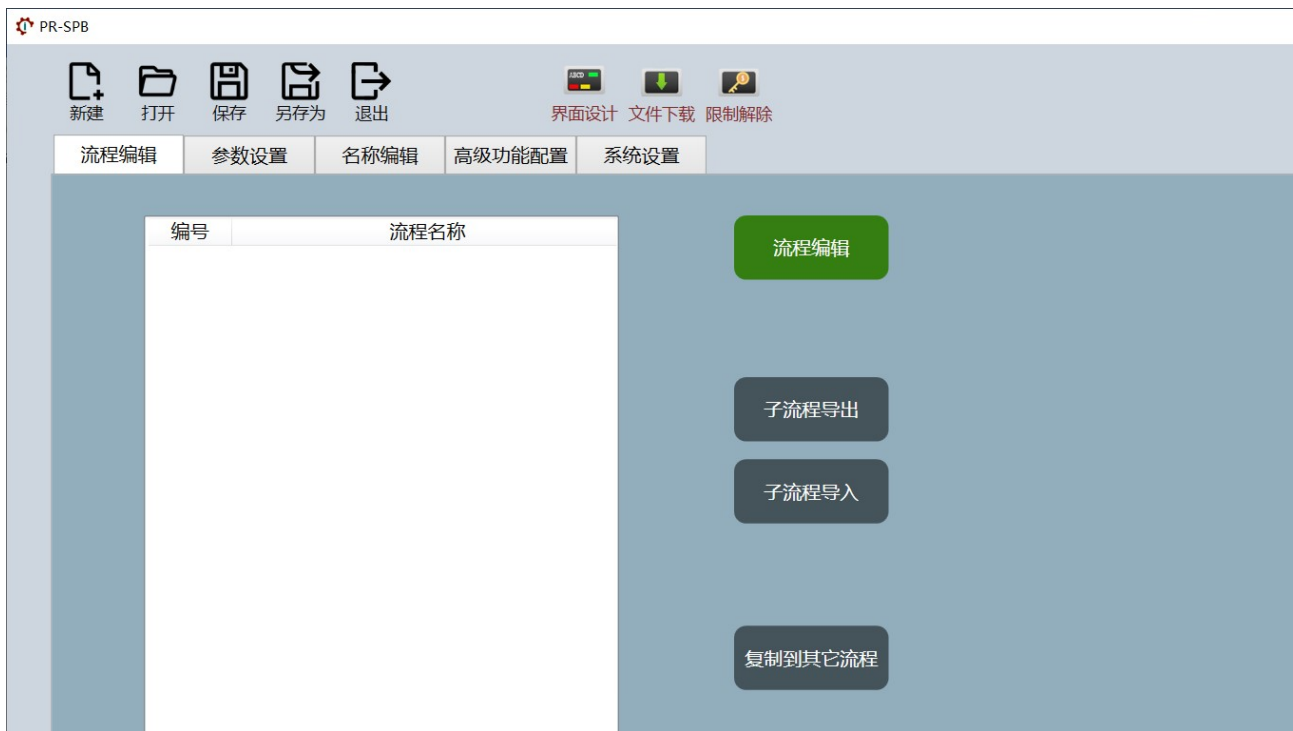 PR-SPB
新建 打开 保存 另存为 退出 界面设计 文件下载 限制解除
流程编辑 参数设置 名称编辑 高级功能配置 系统设置
编号 流程名称
流程编辑
子流程导出
子流程导入
复制到其它流程